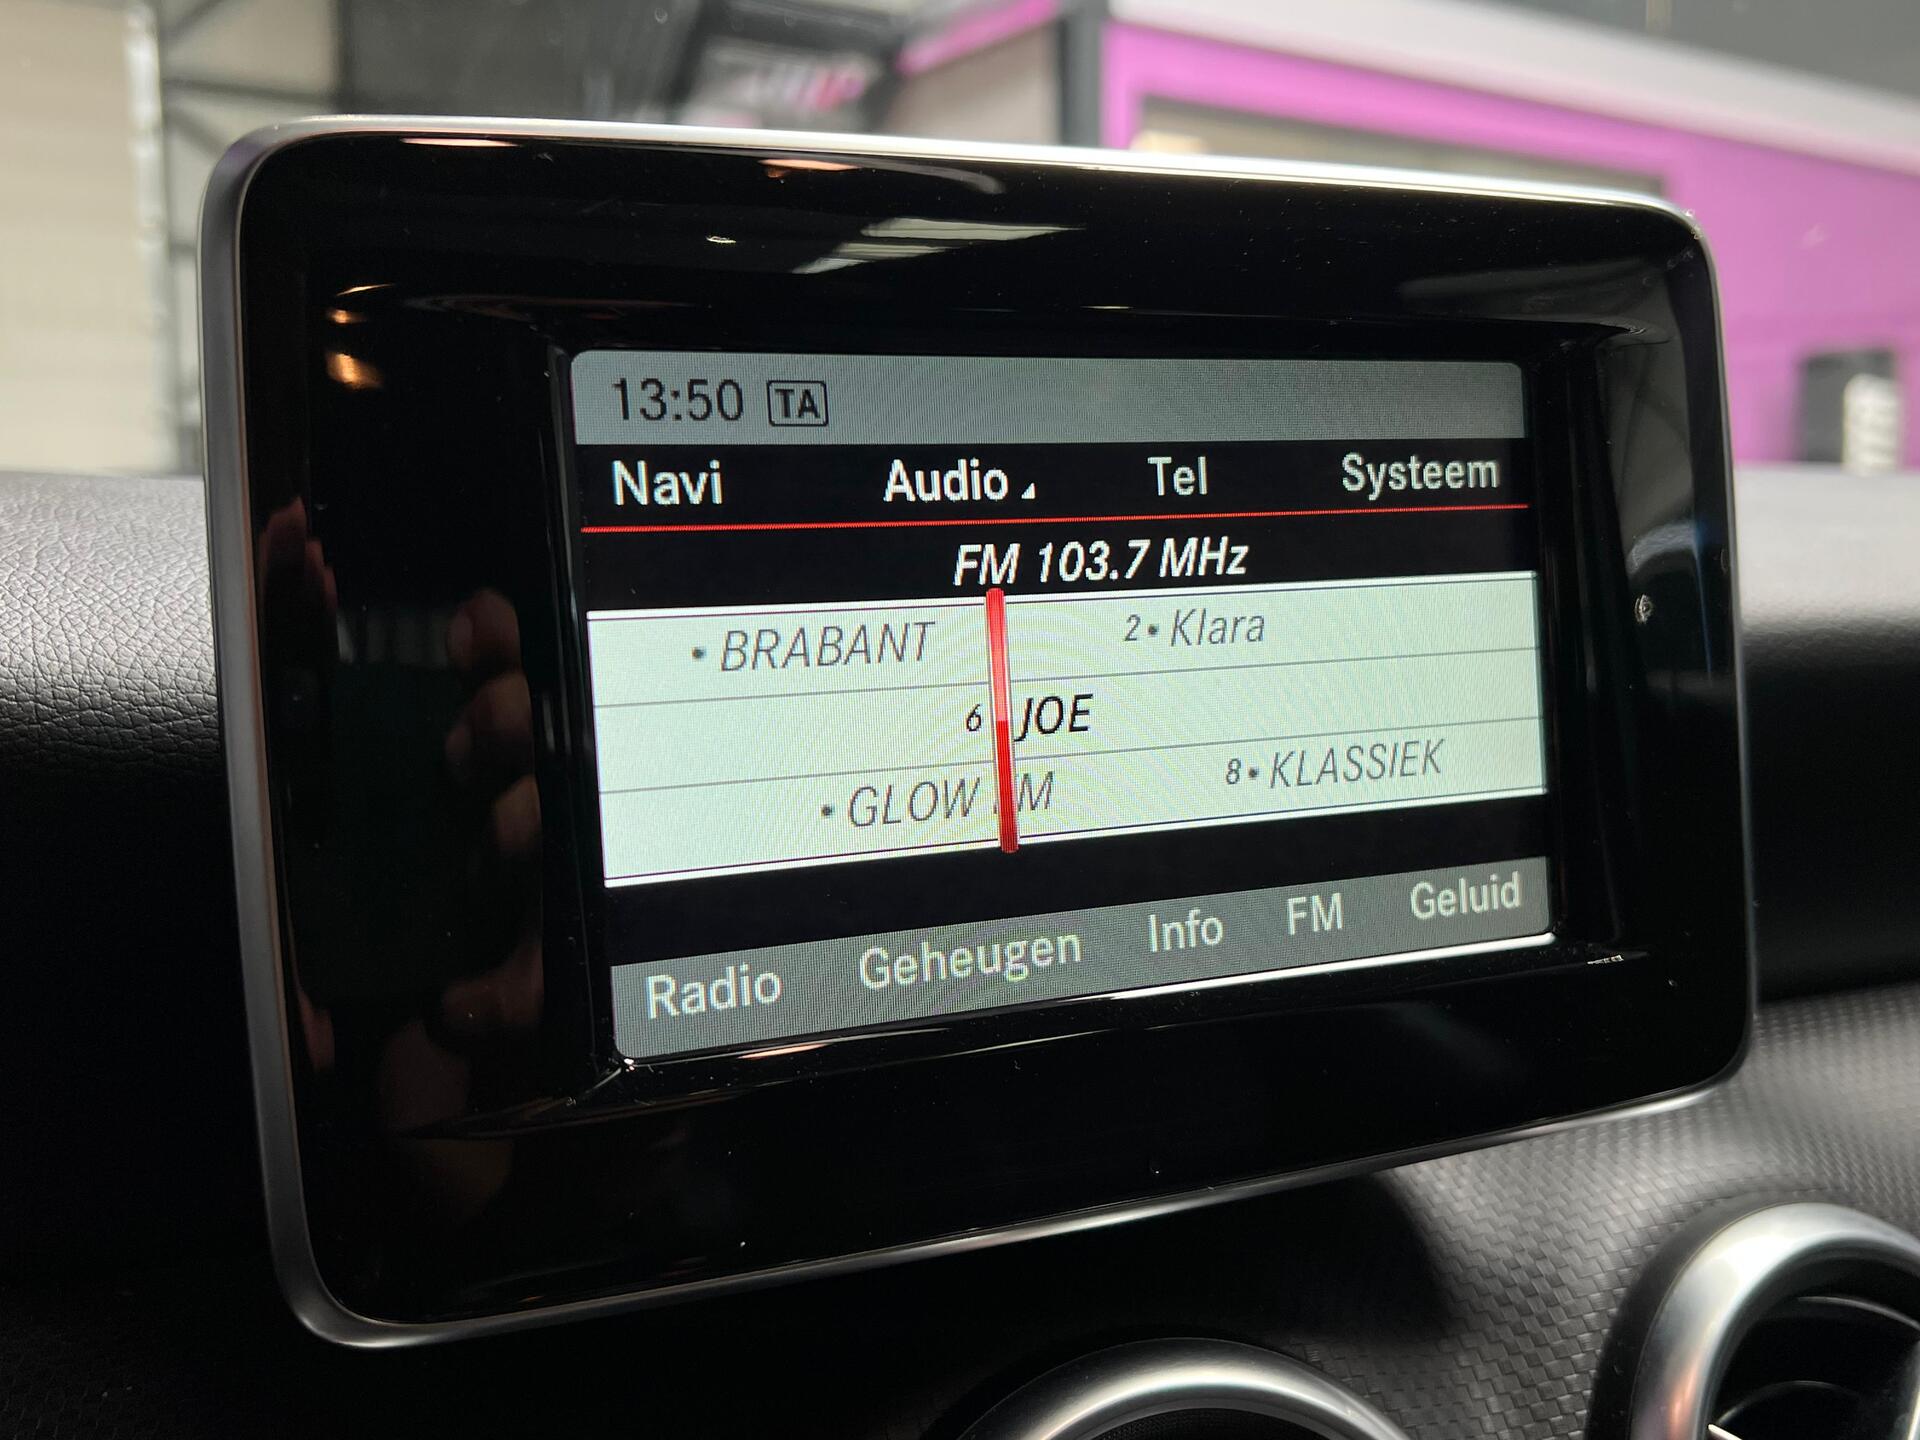 13:50 TA
Navi Audio Tel Systeem
FM 103.7 MHz
• BRABANT 2• Klara
6 JOE
• GLOW FM 8• KLASSIEK
Radio Geheugen Info FM Geluid